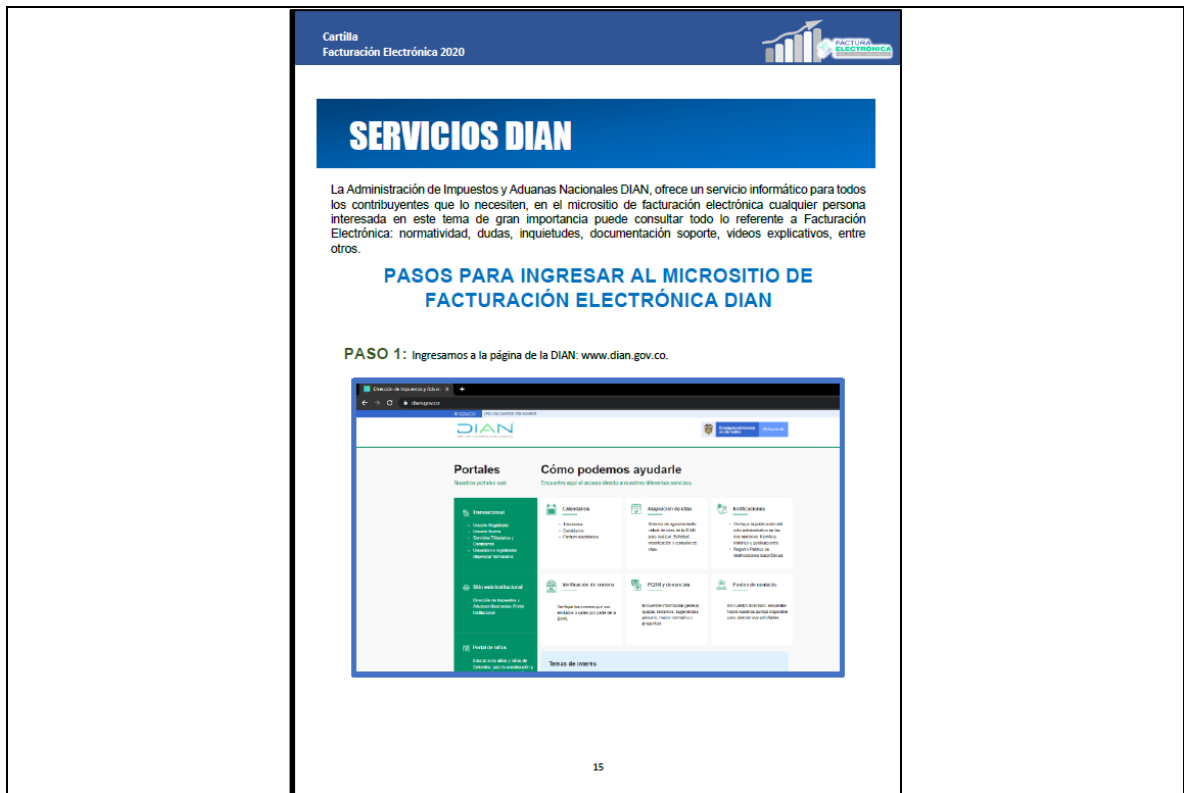 Cartilla
Facturación Electrónica 2020
FACTURA
ELECTRÓNICA
SERVICIOS DIAN
La Administración de Impuestos y Aduanas Nacionales DIAN, ofrece un servicio informático para todos
los contribuyentes que lo necesiten, en el micrositio de facturación electrónica cualquier persona
interesada en este tema de gran importancia puede consultar todo lo referente a Facturación
Electrónica: normatividad, dudas, inquietudes, documentación soporte, videos explicativos, entre
otros.
PASOS PARA INGRESAR AL MICROSITIO DE
FACTURACIÓN ELECTRÓNICA DIAN
PASO 1: Ingresamos a la página de la DIAN: www.dian.gov.co.
dian.gov.co
DIAN
Portales
Nuestros portales web
Cómo podemos ayudarle
Encuentre aquí el acceso directo a nuestros diferentes servicios.
Transaccional
Calendarios
Asignación de citas
Notificaciones
Sitio web institucional
Verificación de correos
PQSR y denuncias
Puntos de contacto
Portal de niños
Temas de interés
15